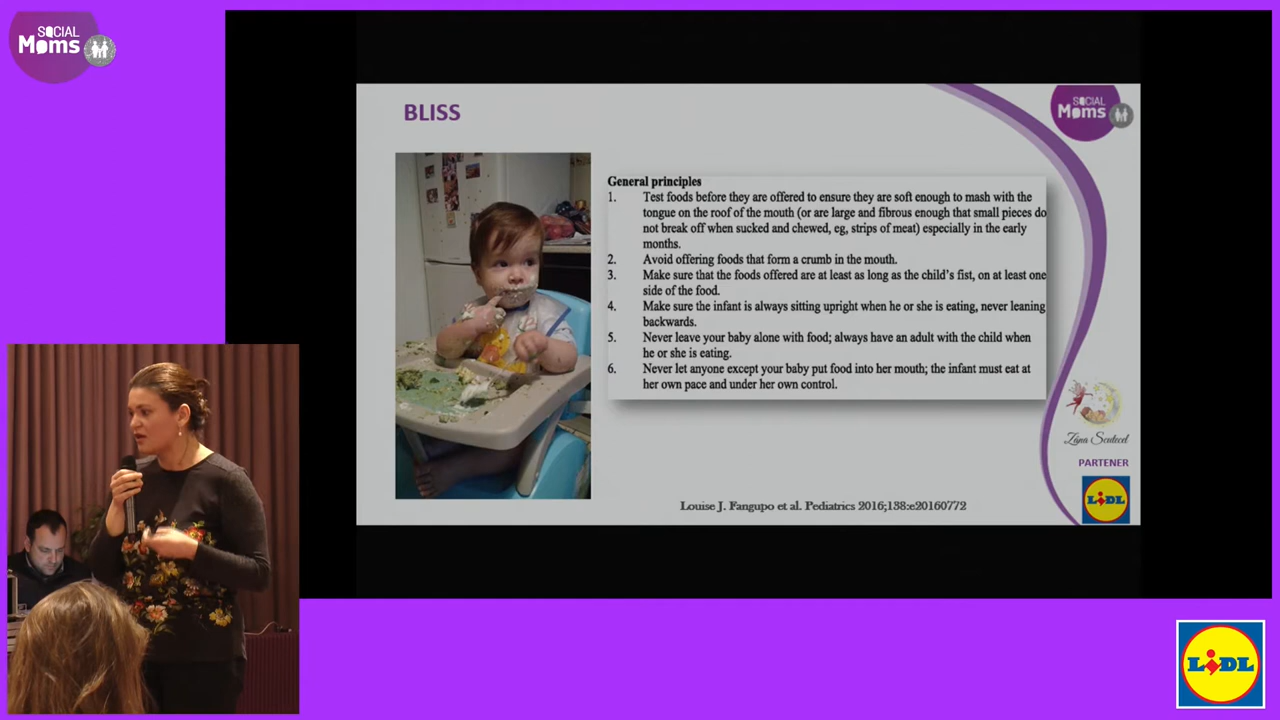 SOCIAL
Moms
BLISS
SOCIAL
Moms
General principles
1. Test foods before they are offered to ensure they are soft enough to mash with the
tongue on the roof of the mouth (or are large and fibrous enough that small pieces do
not break off when sucked and chewed, eg, strips of meat) especially in the early
months.
2. Avoid offering foods that form a crumb in the mouth.
3. Make sure that the foods offered are at least as long as the child's fist, on at least one
side of the food.
4. Make sure the infant is always sitting upright when he or she is eating, never leaning
backwards.
5. Never leave your baby alone with food; always have an adult with the child when
he or she is eating.
6. Never let anyone except your baby put food into her mouth; the infant must eat at
her own pace and under her own control.
PARTENER
LiDL
Louise J. Fangupo et al. Pediatrics 2016;138:e20160772
LiDL